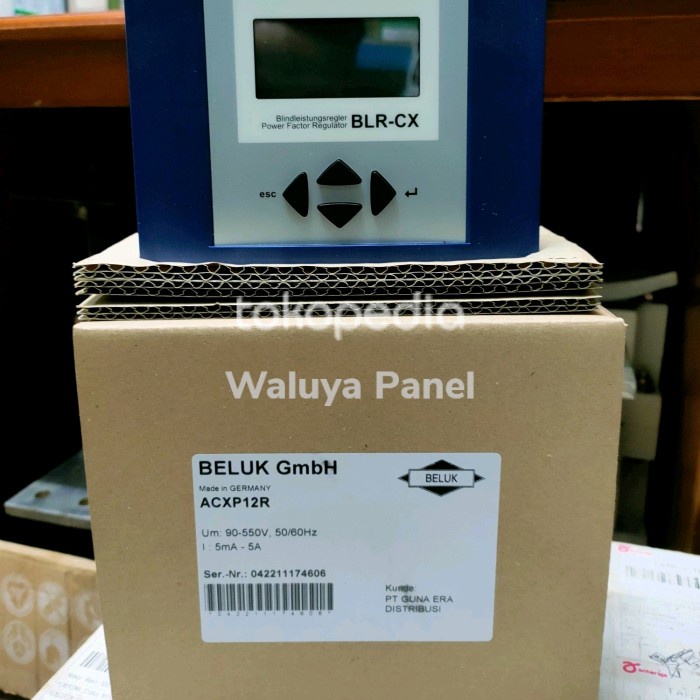 Blindleistungsregler
Power Factor Regulator BLR-CX
esc
tokopedia
Waluya Panel
BELUK GmbH
BELUK
Made in GERMANY
ACXP12R
Um: 90-550V, 50/60Hz
I : 5mA - 5A
Ser.-Nr.: 042211174606
Kunde:
PT GUNA ERA
DISTRIBUSI